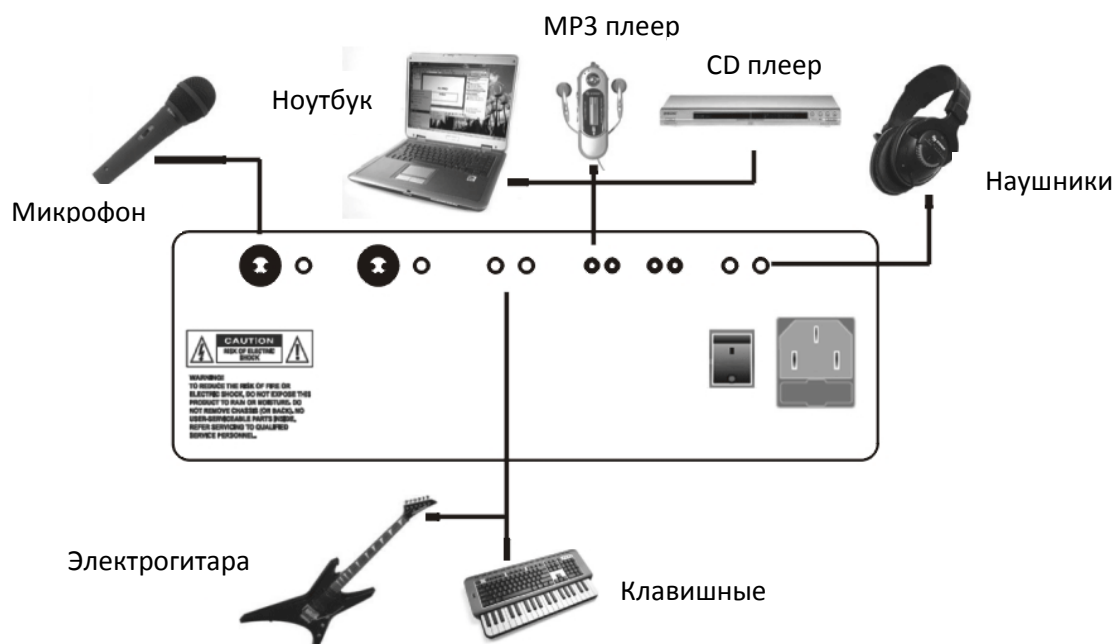 MP3 плеер
CD плеер
Ноутбук
Наушники
Микрофон
CAUTION
RISK OF ELECTRIC
SHOCK
WARNING:
TO REDUCE THE RISK OF FIRE OR
ELECTRIC SHOCK, DO NOT EXPOSE THIS
PRODUCT TO RAIN OR MOISTURE. DO
NOT REMOVE CHASSIS (OR BACK). NO
USER-SERVICEABLE PARTS INSIDE.
REFER SERVICING TO QUALIFIED
SERVICE PERSONNEL.
Электрогитара
Клавишные